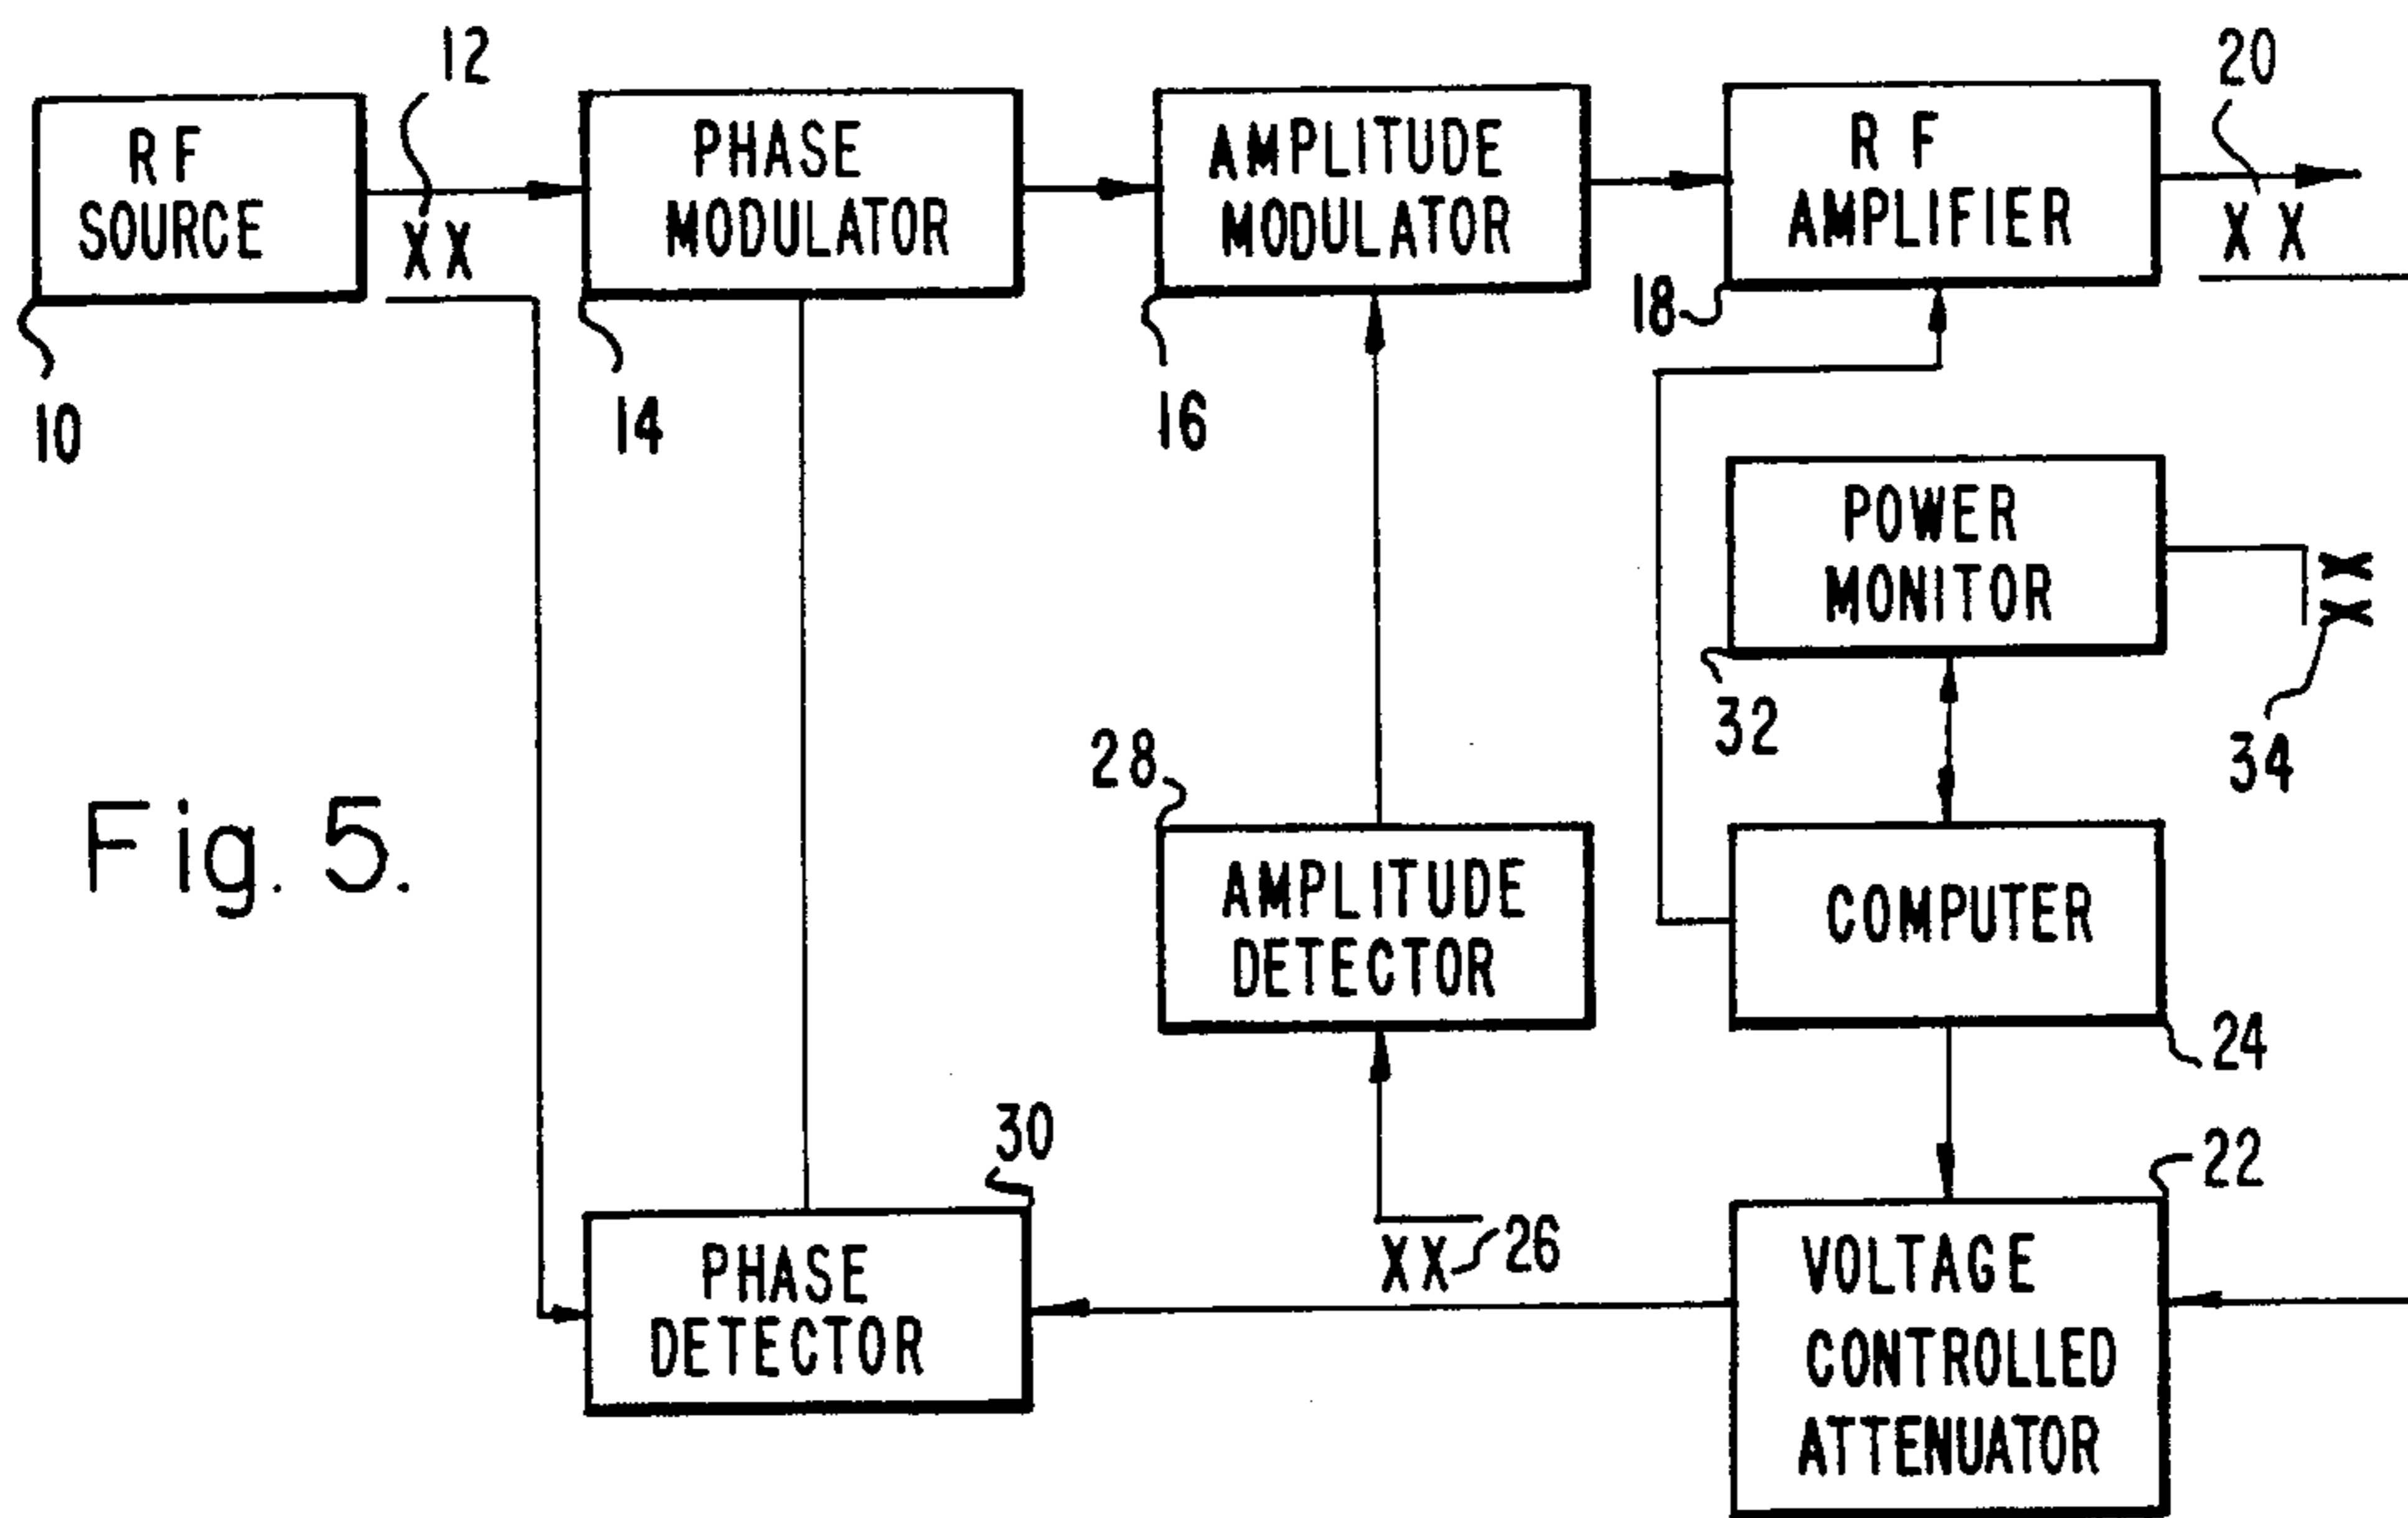 12
20
RF
SOURCE
XX
PHASE
MODULATOR
AMPLITUDE
MODULATOR
RF
AMPLIFIER
XX
10
14
16
18
POWER
MONITOR
XX
32
34
28
Fig. 5.
AMPLITUDE
DETECTOR
COMPUTER
24
30
22
PHASE
DETECTOR
XX
26
VOLTAGE
CONTROLLED
ATTENUATOR